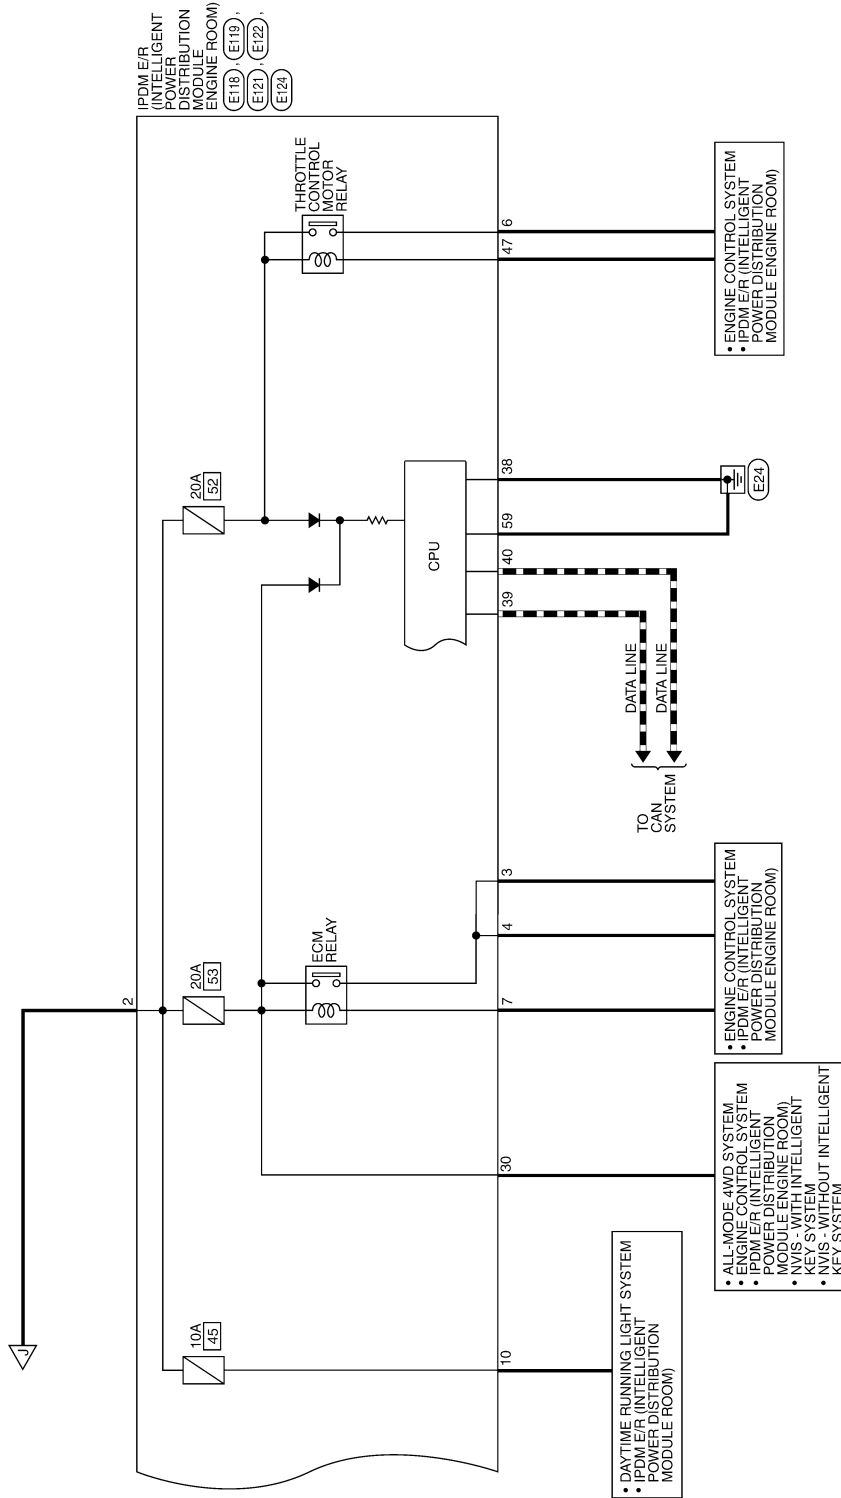 J
2
IPDM E/R
(INTELLIGENT
POWER
DISTRIBUTION
MODULE
ENGINE ROOM)
E118 , E119 ,
E121 , E122 ,
E124
10A
45
20A
53
20A
52
ECM
RELAY
THROTTLE
CONTROL
MOTOR
RELAY
CPU
10
30
7
4
3
39
40
59
38
47
6
DATA LINE
DATA LINE
TO
CAN
SYSTEM
E24
• DAYTIME RUNNING LIGHT SYSTEM
• IPDM E/R (INTELLIGENT
POWER DISTRIBUTION
MODULE ROOM)
• ALL-MODE 4WD SYSTEM
• ENGINE CONTROL SYSTEM
• IPDM E/R (INTELLIGENT
POWER DISTRIBUTION
MODULE ENGINE ROOM)
• NVIS - WITH INTELLIGENT
KEY SYSTEM
• NVIS - WITHOUT INTELLIGENT
KEY SYSTEM
• ENGINE CONTROL SYSTEM
• IPDM E/R (INTELLIGENT
POWER DISTRIBUTION
MODULE ENGINE ROOM)
• ENGINE CONTROL SYSTEM
• IPDM E/R (INTELLIGENT
POWER DISTRIBUTION
MODULE ENGINE ROOM)